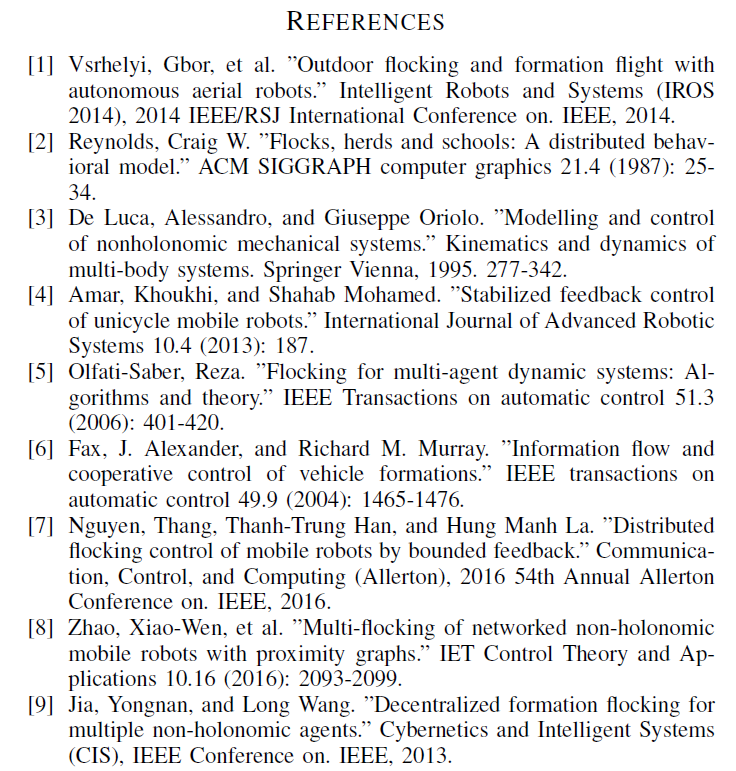 REFERENCES
[1] Vsrhelyi, Gbor, et al. ”Outdoor flocking and formation flight with
autonomous aerial robots.” Intelligent Robots and Systems (IROS
2014), 2014 IEEE/RSJ International Conference on. IEEE, 2014.
[2] Reynolds, Craig W. ”Flocks, herds and schools: A distributed behav-
ioral model.” ACM SIGGRAPH computer graphics 21.4 (1987): 25-
34.
[3] De Luca, Alessandro, and Giuseppe Oriolo. ”Modelling and control
of nonholonomic mechanical systems.” Kinematics and dynamics of
multi-body systems. Springer Vienna, 1995. 277-342.
[4] Amar, Khoukhi, and Shahab Mohamed. ”Stabilized feedback control
of unicycle mobile robots.” International Journal of Advanced Robotic
Systems 10.4 (2013): 187.
[5] Olfati-Saber, Reza. ”Flocking for multi-agent dynamic systems: Al-
gorithms and theory.” IEEE Transactions on automatic control 51.3
(2006): 401-420.
[6] Fax, J. Alexander, and Richard M. Murray. ”Information flow and
cooperative control of vehicle formations.” IEEE transactions on
automatic control 49.9 (2004): 1465-1476.
[7] Nguyen, Thang, Thanh-Trung Han, and Hung Manh La. ”Distributed
flocking control of mobile robots by bounded feedback.” Communica-
tion, Control, and Computing (Allerton), 2016 54th Annual Allerton
Conference on. IEEE, 2016.
[8] Zhao, Xiao-Wen, et al. ”Multi-flocking of networked non-holonomic
mobile robots with proximity graphs.” IET Control Theory and Ap-
plications 10.16 (2016): 2093-2099.
[9] Jia, Yongnan, and Long Wang. ”Decentralized formation flocking for
multiple non-holonomic agents.” Cybernetics and Intelligent Systems
(CIS), IEEE Conference on. IEEE, 2013.